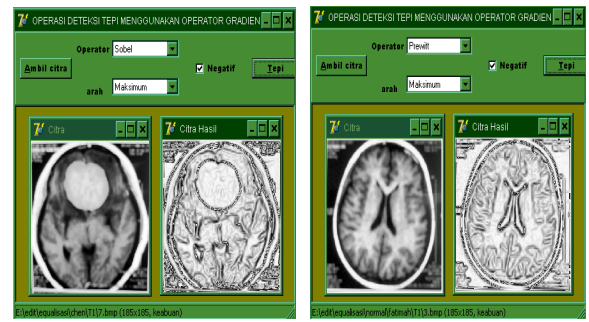 OPERASI DETEKSI TEPI MENGGUNAKAN OPERATOR GRADIEN
Operator Sobel
Ambil citra
Negatif
Tepi
arah Maksimum
Citra
Citra Hasil
E:\edit\equalisasi\chen\T1\7.bmp (185x185, keabuan)
OPERASI DETEKSI TEPI MENGGUNAKAN OPERATOR GRADIEN
Operator Prewitt
Ambil citra
Negatif
Tepi
arah Maksimum
Citra
Citra Hasil
E:\edit\equalisasi\normal\fatimah\T1\3.bmp (185x185, keabuan)